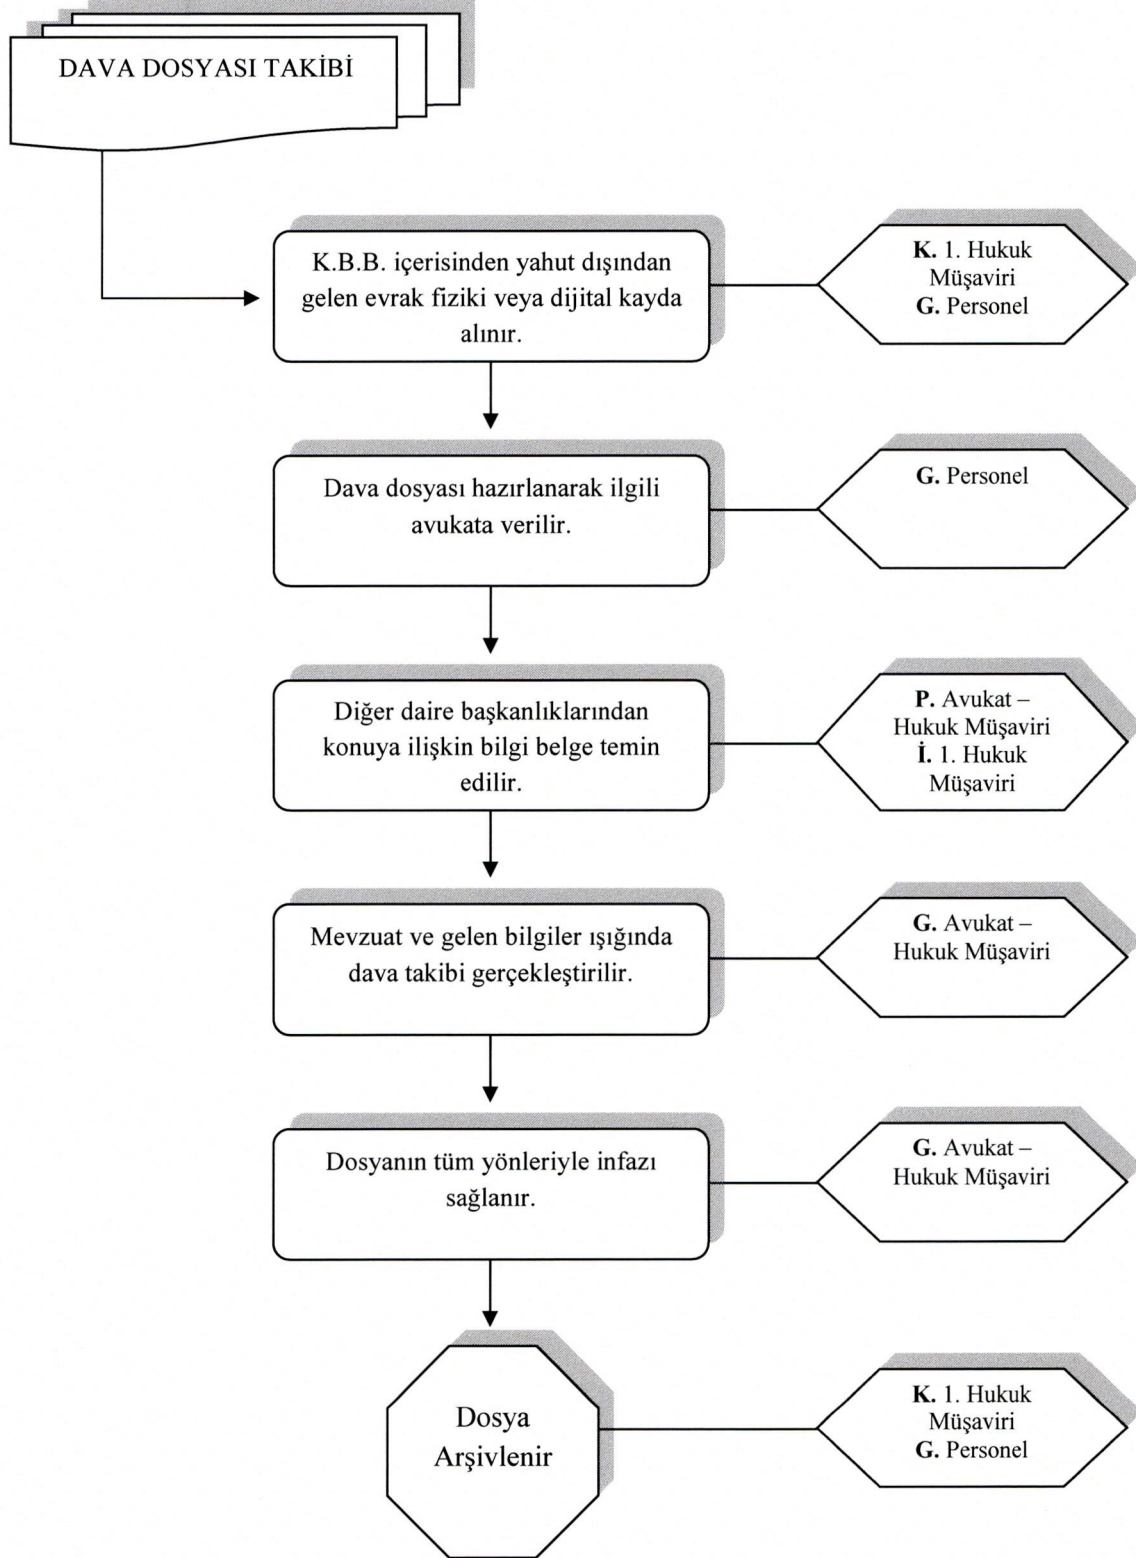 DAVA DOSYASI TAKİBİ
K.B.B. içerisinden yahut dışından
gelen evrak fiziki veya dijital kayda
alınır.
K. 1. Hukuk
Müşaviri
G. Personel
Dava dosyası hazırlanarak ilgili
avukata verilir.
G. Personel
Diğer daire başkanlıklarından
konuya ilişkin bilgi belge temin
edilir.
P. Avukat –
Hukuk Müşaviri
İ. 1. Hukuk
Müşaviri
Mevzuat ve gelen bilgiler ışığında
dava takibi gerçekleştirilir.
G. Avukat –
Hukuk Müşaviri
Dosyanın tüm yönleriyle infazı
sağlanır.
G. Avukat –
Hukuk Müşaviri
Dosya
Arşivlenir
K. 1. Hukuk
Müşaviri
G. Personel